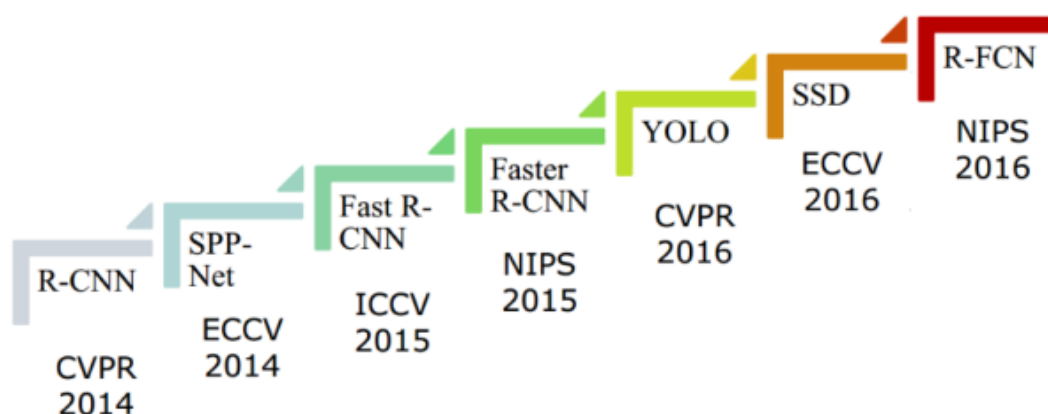 R-CNN
CVPR
2014
SPP-
Net
ECCV
2014
Fast R-
CNN
ICCV
2015
Faster
R-CNN
NIPS
2015
YOLO
CVPR
2016
SSD
ECCV
2016
R-FCN
NIPS
2016